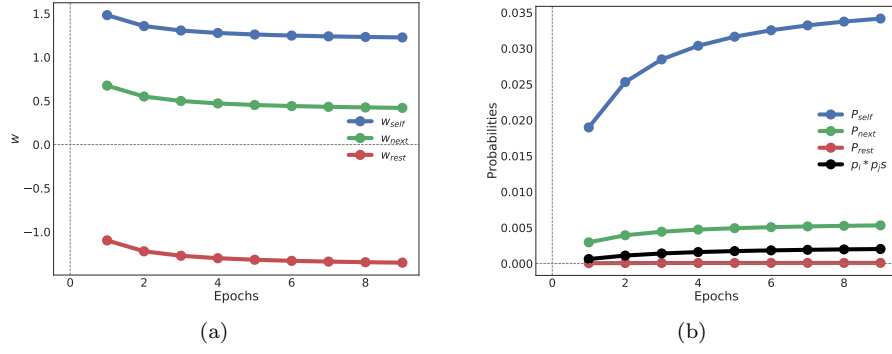 1.5
1.0
0.5
0.0
−0.5
−1.0
w
w_self
w_next
w_rest
0 2 4 6 8
Epochs
(a)
0.035
0.030
0.025
0.020
0.015
0.010
0.005
0.000
Probabilities
P_self
P_next
P_rest
p_i * p_j s
0 2 4 6 8
Epochs
(b)